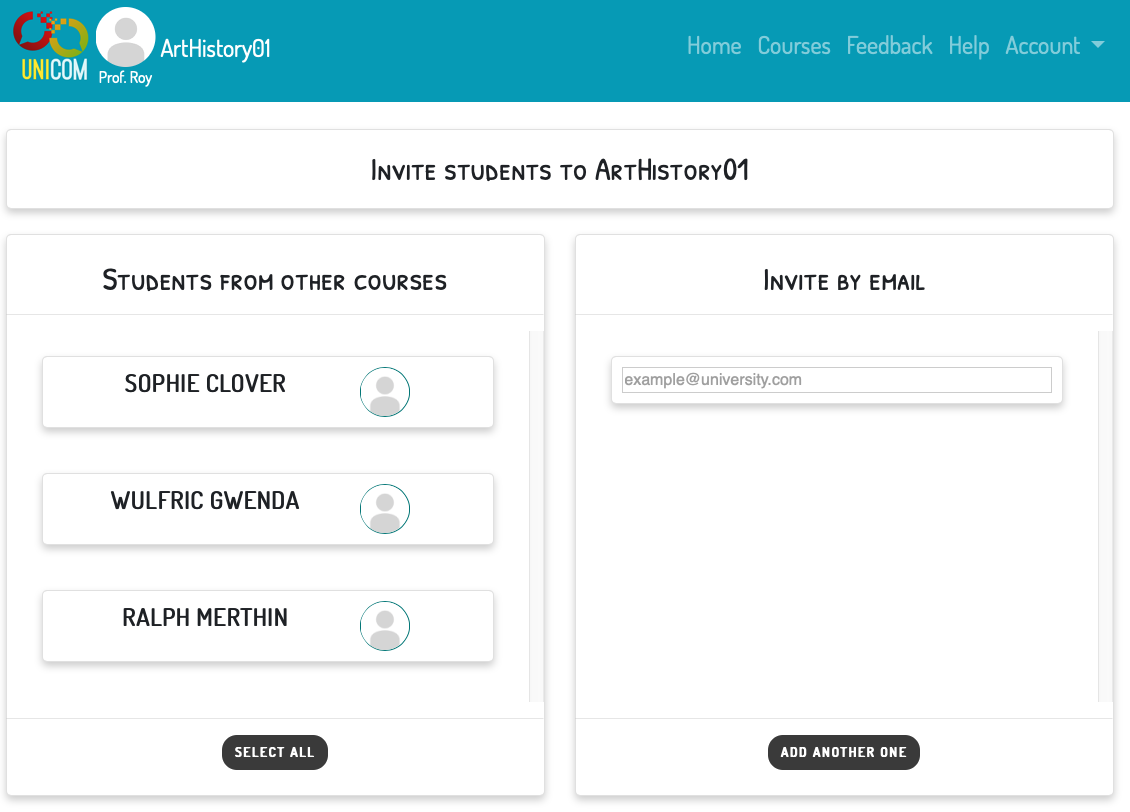 UNICOM
Prof. Roy
ArtHistory01
Home Courses Feedback Help Account
Invite students to ArtHistory01
Students from other courses
SOPHIE CLOVER
WULFRIC GWENDA
RALPH MERTHIN
SELECT ALL
Invite by email
example@university.com
ADD ANOTHER ONE